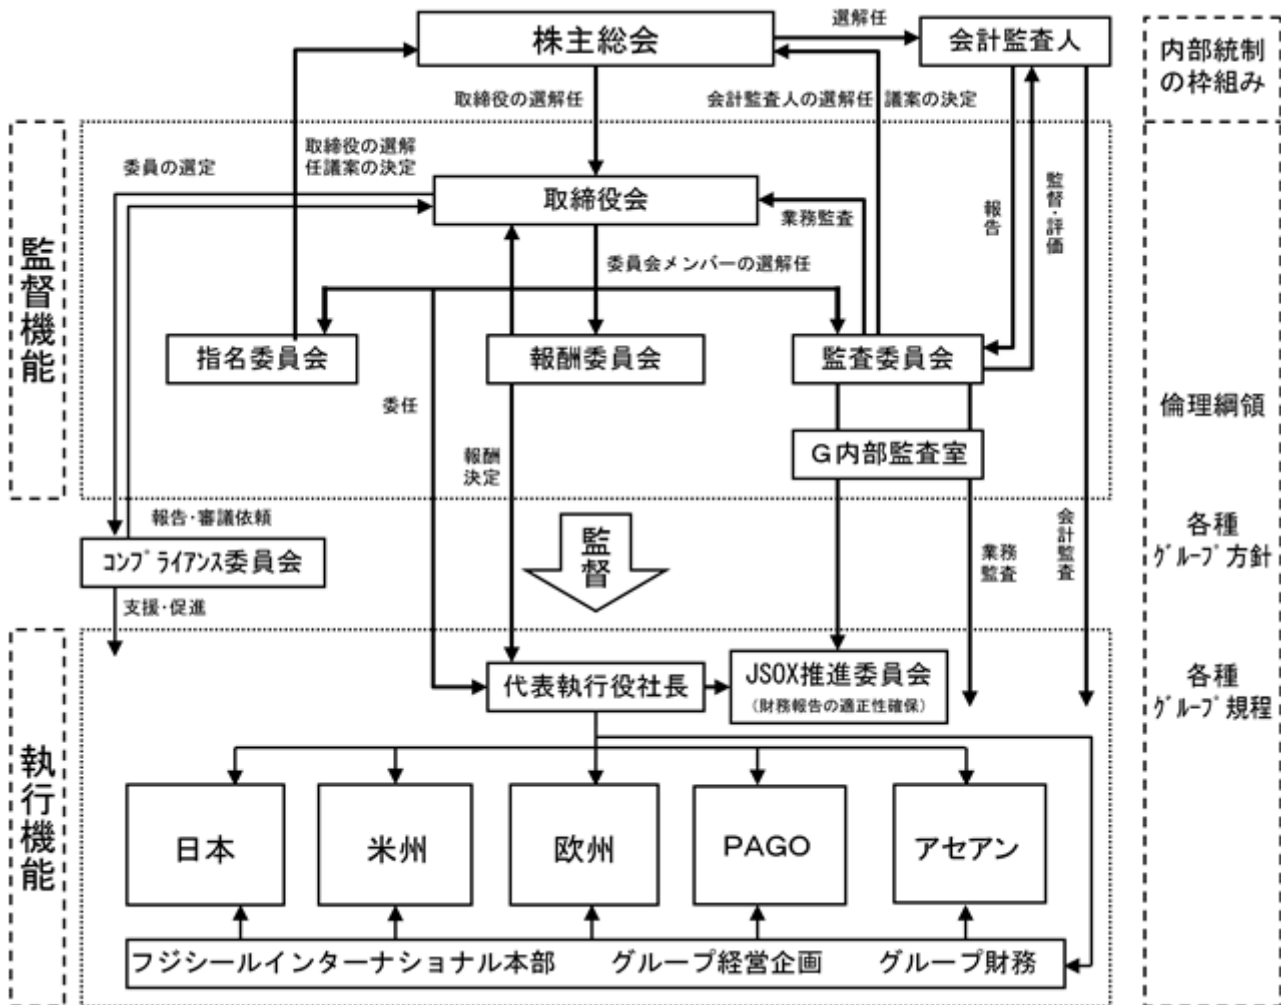 株主総会
選解任
会計監査人
内部統制
の枠組み
取締役の選解任
会計監査人の選解任 議案の決定
委員の選定
取締役の選解
任議案の決定
取締役会
業務監査
報告
監督・評価
監督機能
委員会メンバーの選解任
指名委員会
報酬委員会
監査委員会
委任
倫理綱領
報酬
決定
G内部監査室
報告・審議依頼
コンプライアンス委員会
監督
業務
監査
会計監査
各種
グループ方針
支援・促進
代表執行役社長
JSOX推進委員会
(財務報告の適正性確保)
各種
グループ規程
執行機能
日本
米州
欧州
PAGO
アセアン
フジシールインターナショナル本部 グループ経営企画 グループ財務